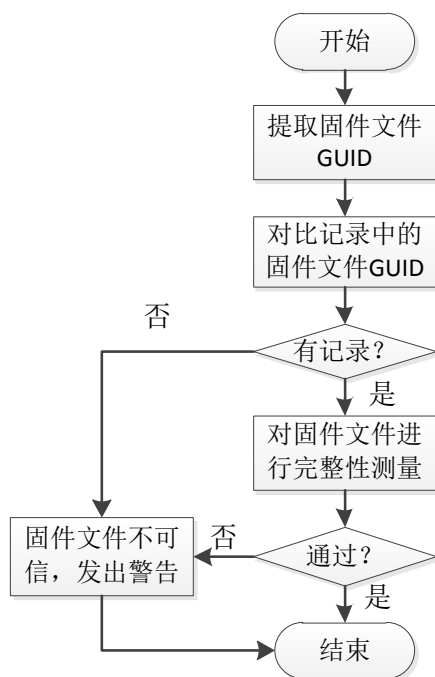 开始
提取固件文件
GUID
对比记录中的
固件文件GUID
否
有记录？
是
对固件文件进
行完整性测量
固件文件不可
信，发出警告
否
通过？
是
结束